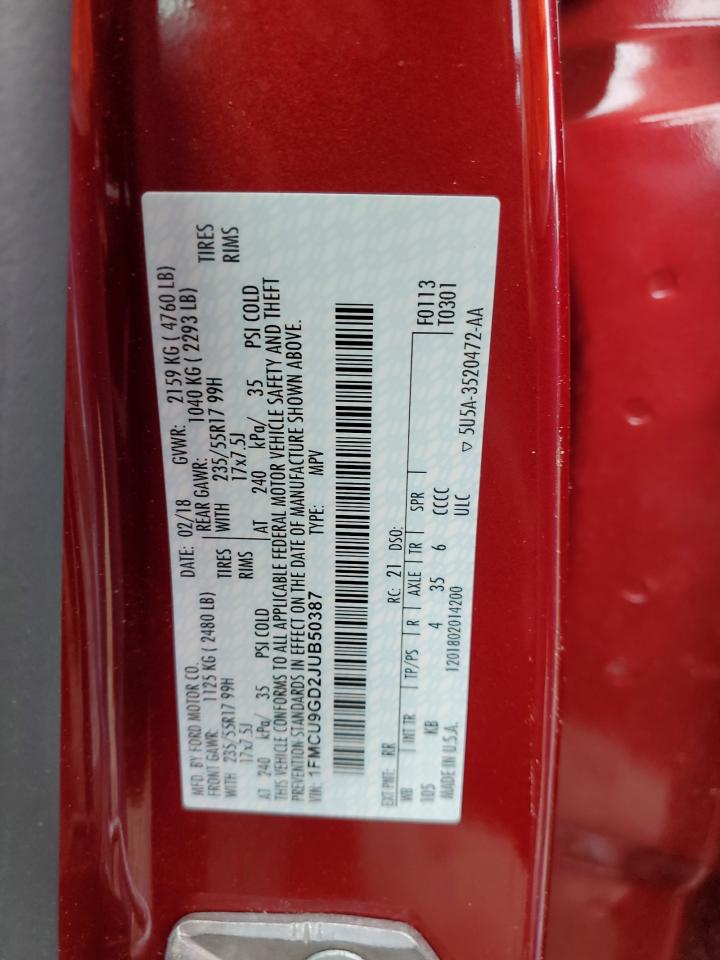 MFD. BY FORD MOTOR CO. DATE: 02/18 GVWR: 2159 KG ( 4760 LB)
FRONT GAWR: 1125 KG ( 2480 LB) REAR GAWR: 1040 KG ( 2293 LB)
WITH 235/55R17 99H TIRES WITH 235/55R17 99H TIRES
17x7.5J RIMS 17x7.5J RIMS
AT 240 kPa/ 35 PSI COLD AT 240 kPa/ 35 PSI COLD
THIS VEHICLE CONFORMS TO ALL APPLICABLE FEDERAL MOTOR VEHICLE SAFETY AND THEFT
PREVENTION STANDARDS IN EFFECT ON THE DATE OF MANUFACTURE SHOWN ABOVE.
VIN: 1FMCU9GD2JUB50387 TYPE: MPV
EXT PNT: RR RC: 21 DSO: F0113
WB INT TR TP/PS R AXLE TR SPR T0301
105 KB 4 35 6 CCCC
MADE IN U.S.A. 1201802014200 ULC ▽ 5U5A-3520472-AA